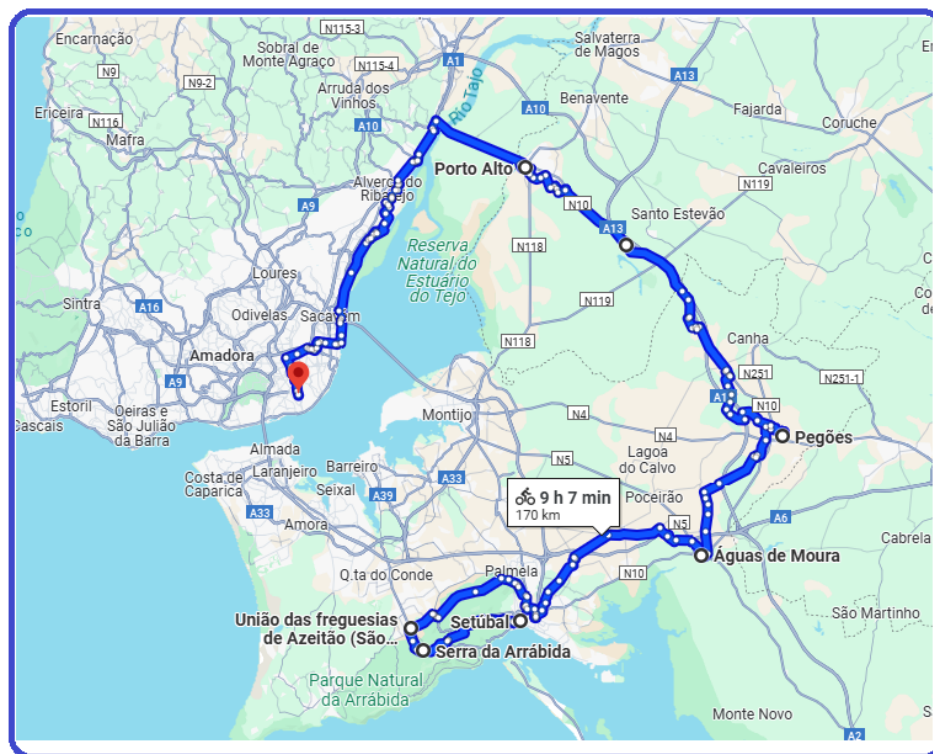 N115-3
Encarnação
Sobral de
Monte Agraço
Salvaterra
de Magos
A1
N115-4
N9
N9-2
A13
Arruda dos
Vinhos
Rio Tajo
A10
Benavente
Fajarda
Ericeira
N116
A10
Coruche
Mafra
Porto Alto
Cavaleiros
Alverca do
Ribatejo
N119
A9
N10
Santo Estevão
A13
N118
Reserva
Natural do
Estuário
do Tejo
Loures
Sintra
A16
N119
Odivelas
Sacavém
N118
Canha
Amadora
N251
A9
N251-1
A1
N10
Estoril
Cascais
Oeiras e
São Julião
da Barra
Montijo
N4
N4
Pegões
Almada
Lagoa
do Calvo
N5
Laranjeiro
Barreiro
Costa de
Caparica
Seixal
A33
A39
9 h 7 min
170 km
Poceirão
A33
Amora
N5
A6
Cabrela
Águas de Moura
Palmela
Q.ta do Conde
N10
São Martinho
União das freguesias
de Azeitão (São...
Setúbal
Serra da Arrábida
Parque Natural
da Arrábida
Monte Novo
A2